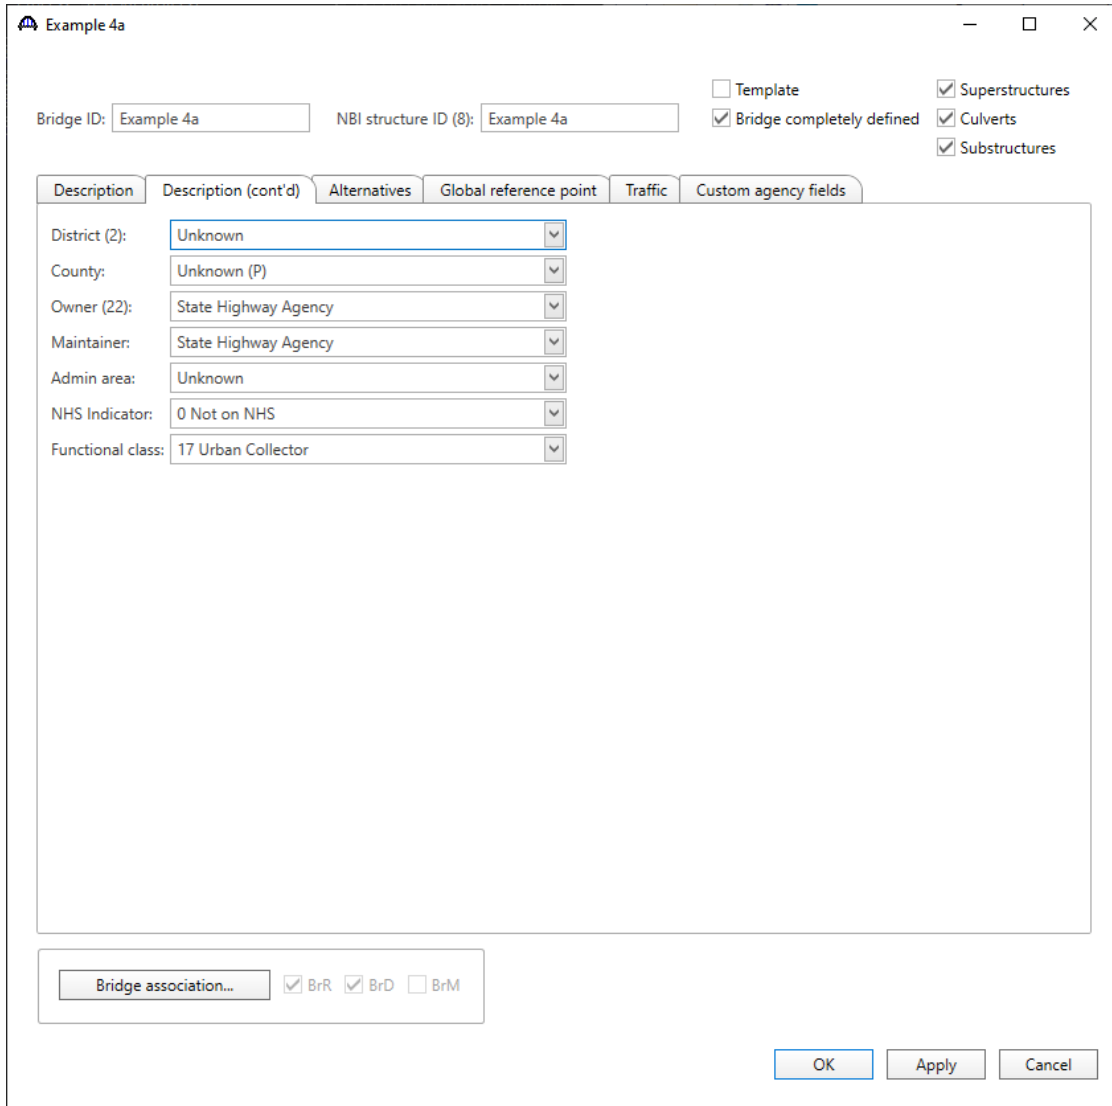 Example 4a
Template
Superstructures
Bridge ID: Example 4a NBI structure ID (8): Example 4a
Bridge completely defined
Culverts
Substructures
Description Description (cont'd) Alternatives Global reference point Traffic Custom agency fields
District (2): Unknown
County: Unknown (P)
Owner (22): State Highway Agency
Maintainer: State Highway Agency
Admin area: Unknown
NHS Indicator: 0 Not on NHS
Functional class: 17 Urban Collector
Bridge association... BrR BrD BrM
OK Apply Cancel